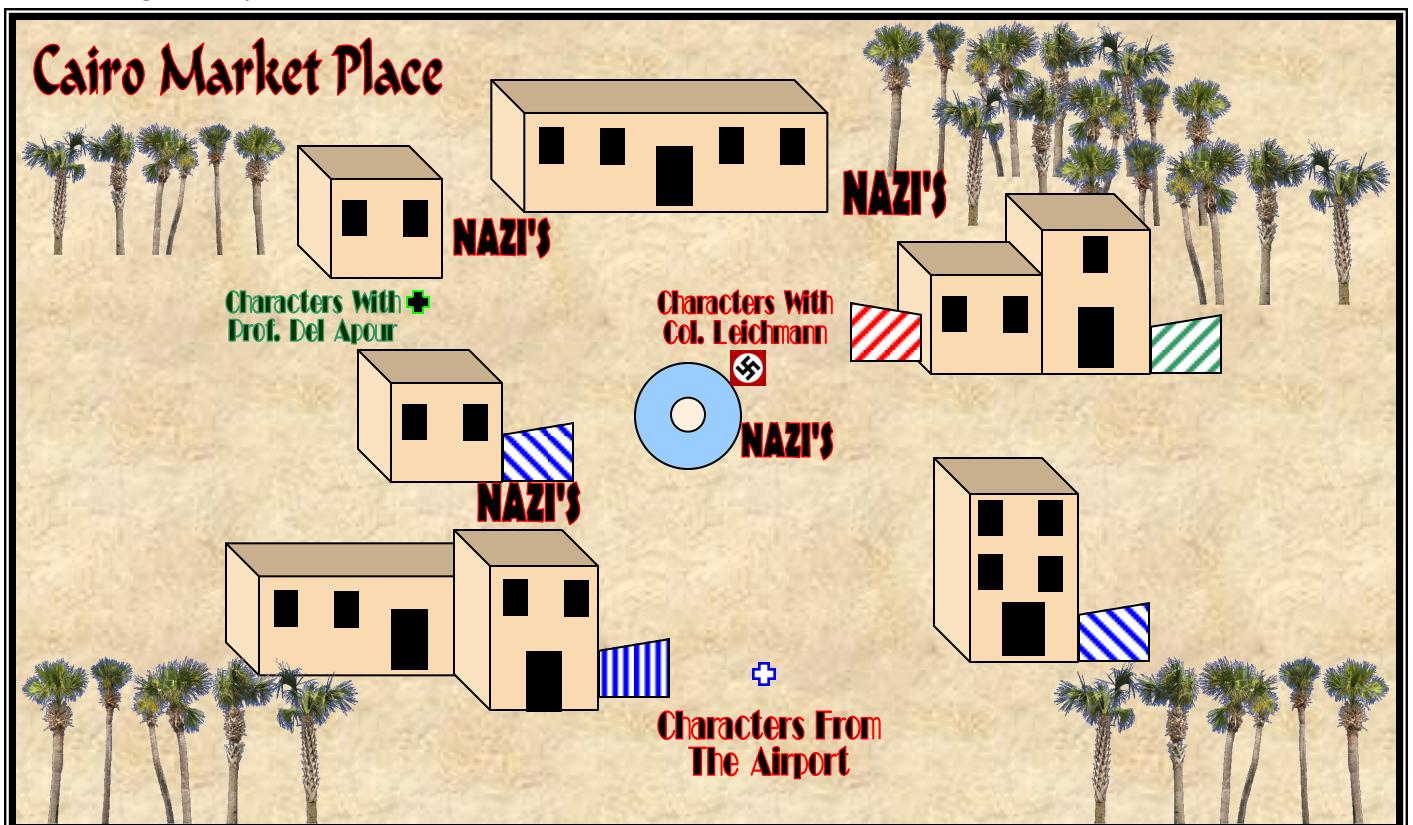 Cairo Market Place
NAZI'S
NAZI'S
Characters With
Prof. Del Apour
Characters With
Col. Leichmann
NAZI'S
NAZI'S
Characters From
The Airport